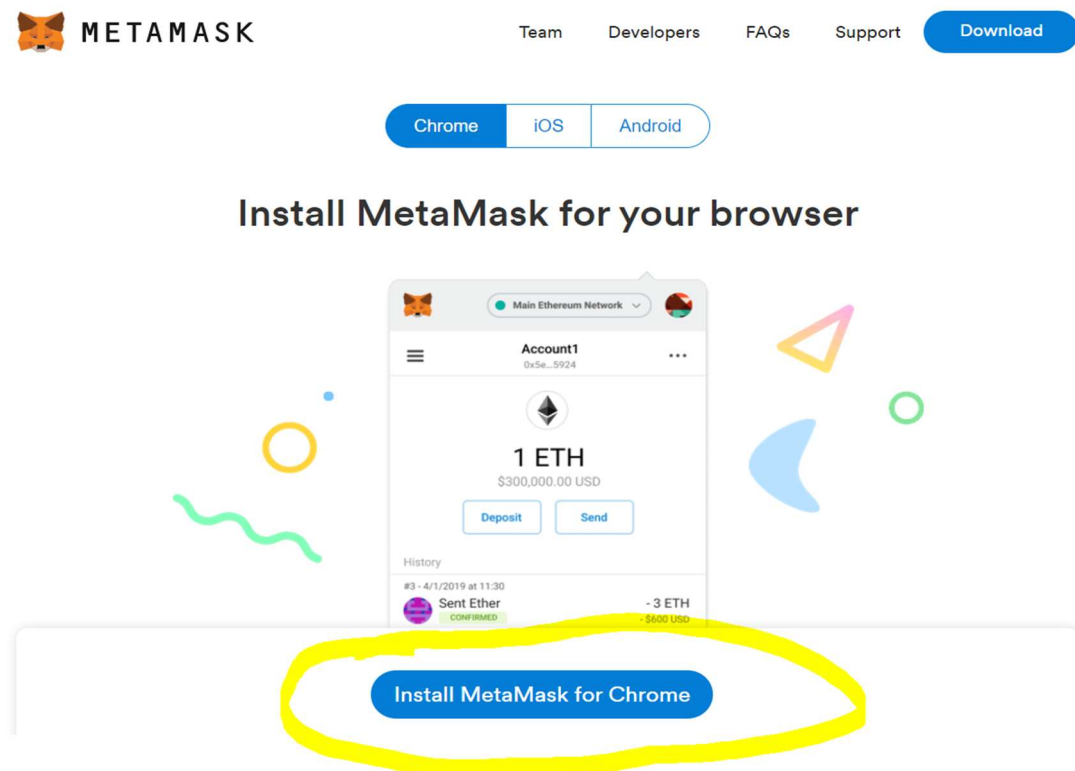 METAMASK
Team Developers FAQs Support Download
Chrome iOS Android
Install MetaMask for your browser
Main Ethereum Network
Account1
0x5e...5924
1 ETH
$300,000.00 USD
Deposit Send
History
#3 - 4/1/2019 at 11:30
Sent Ether - 3 ETH
CONFIRMED - $600 USD
Install MetaMask for Chrome